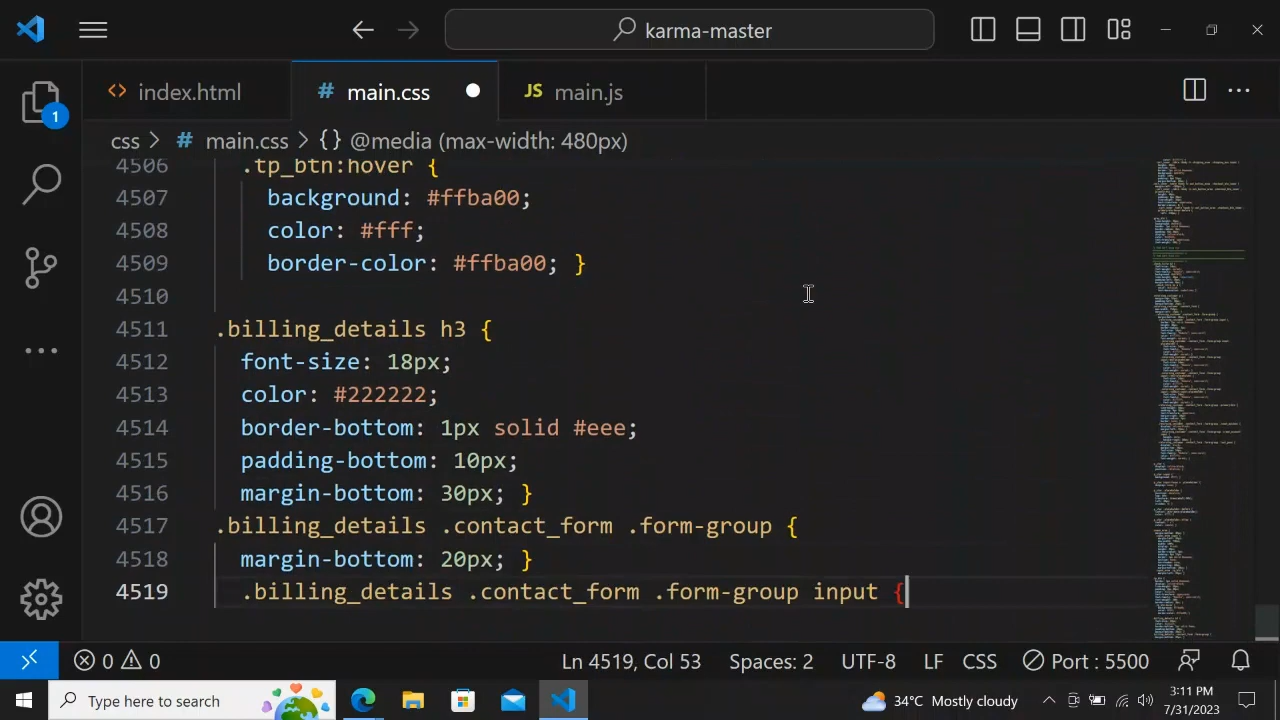 karma-master
index.html
# main.css
JS main.js
1
css > # main.css > {} @media (max-width: 480px)
4506 .tp_btn:hover {
4507 background: #ffba00;
4508 color: #fff;
4509 border-color: #ffba00; }
4510
4511 .billing_details h3 {
4512 font-size: 18px;
4513 color: #222222;
4514 border-bottom: 1px solid #eee;
4515 padding-bottom:
4516 margin-bottom: 30px; }
4517 .billing_details .contact_form .form-group {
4518 margin-bottom:
4519 .billing_details contact_form .form-group input
0 0
Ln 4519, Col 53
Spaces: 2
UTF-8
LF
CSS
Port : 5500
Type here to search
34°C Mostly cloudy
3:11 PM
7/31/2023